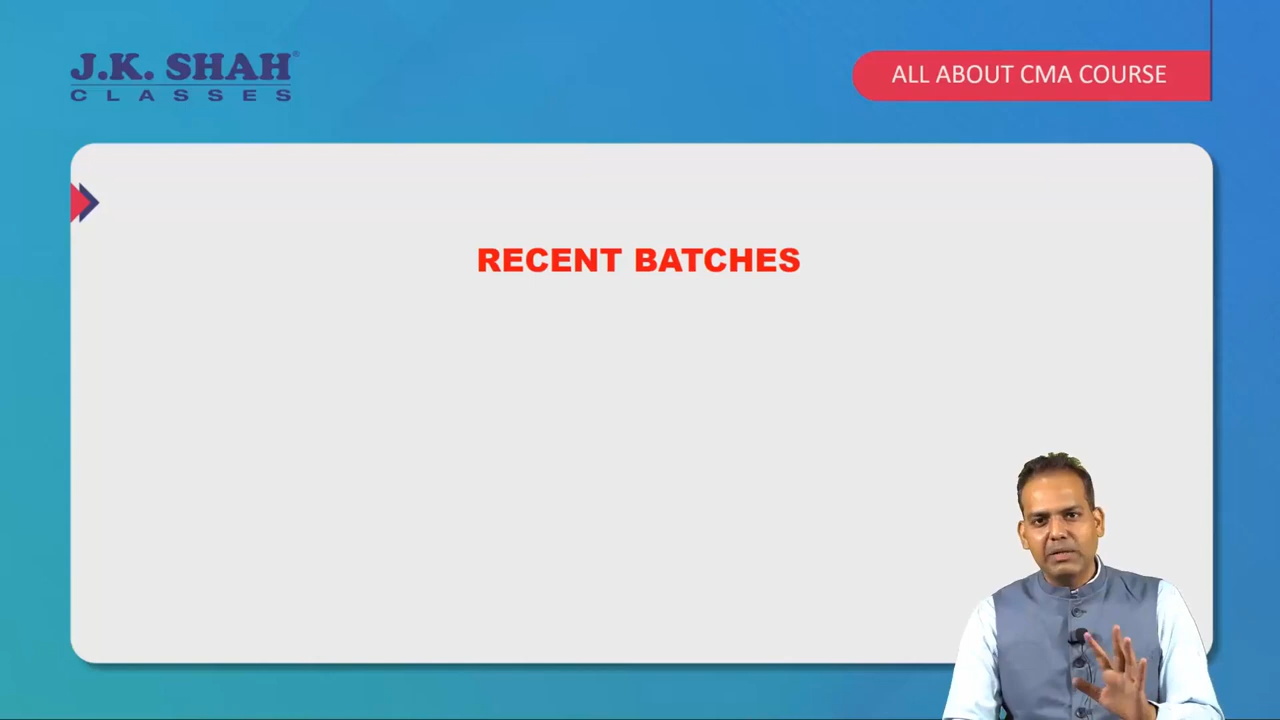 J.K. SHAH®
CLASSES
ALL ABOUT CMA COURSE
RECENT BATCHES